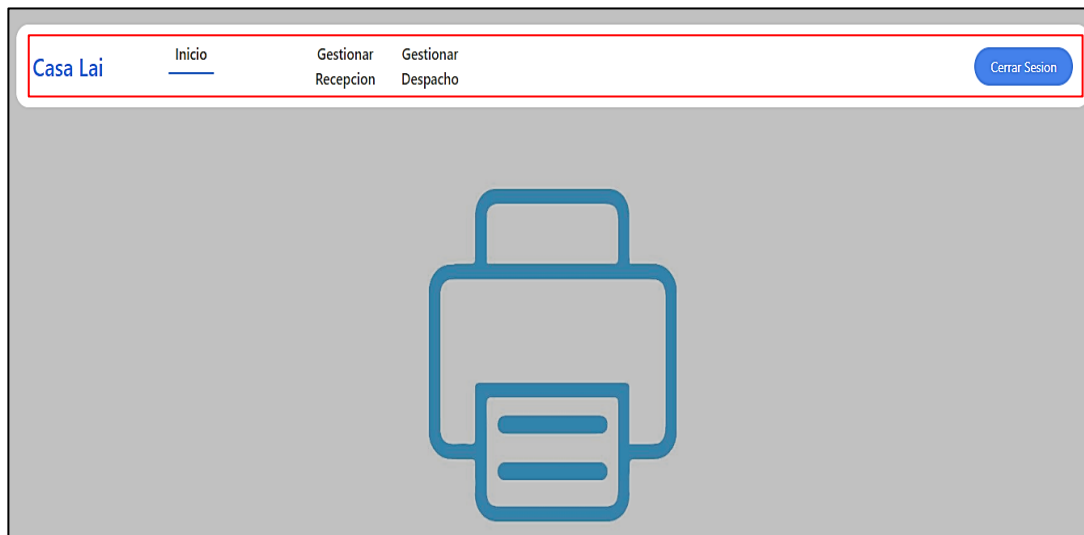 Casa Lai
Inicio
Gestionar
Recepcion
Gestionar
Despacho
Cerrar Sesion